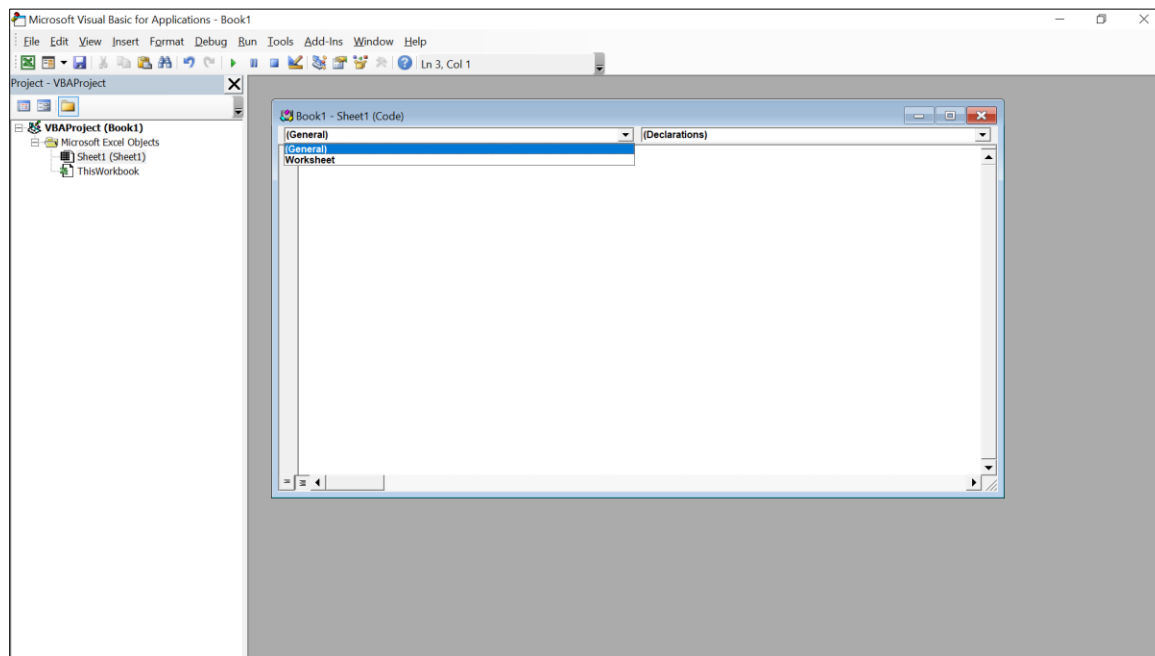 Microsoft Visual Basic for Applications - Book1
File Edit View Insert Format Debug Run Tools Add-Ins Window Help
Ln 3, Col 1
Project - VBAProject
VBAProject (Book1)
Microsoft Excel Objects
Sheet1 (Sheet1)
ThisWorkbook
Book1 - Sheet1 (Code)
(General) (Declarations)
(General)
Worksheet